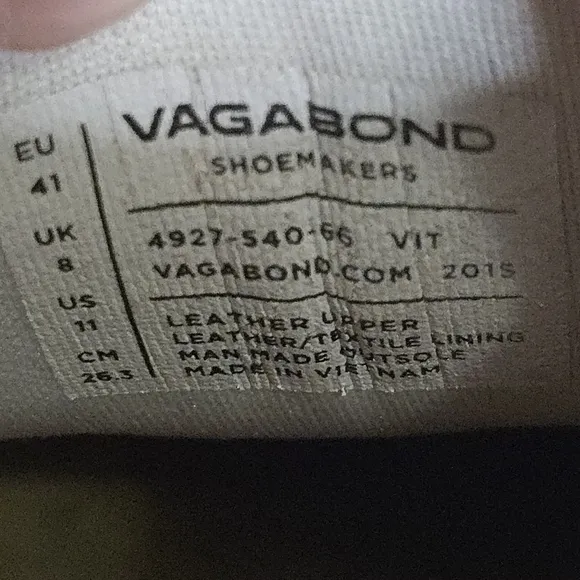 EU
41
UK
8
US
11
CM
26.3
VAGABOND
SHOEMAKERS
4927-540-66 VIT
VAGABOND.COM 2015
LEATHER UPPER
LEATHER/TEXTILE LINING
MAN MADE OUTSOLE
MADE IN VIETNAM